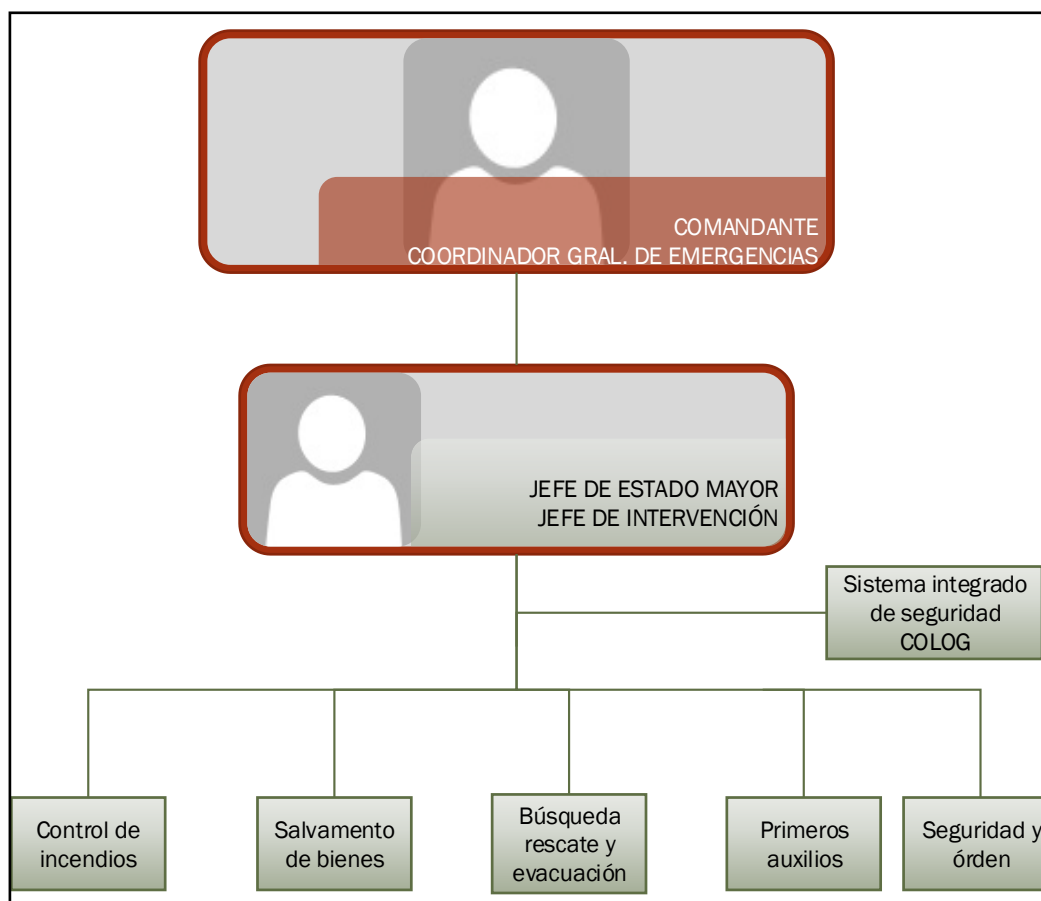 COMANDANTE
COORDINADOR GRAL. DE EMERGENCIAS
JEFE DE ESTADO MAYOR
JEFE DE INTERVENCIÓN
Sistema integrado
de seguridad
COLOG
Control de
incendios
Salvamento
de bienes
Búsqueda
rescate y
evacuación
Primeros
auxilios
Seguridad y
órden